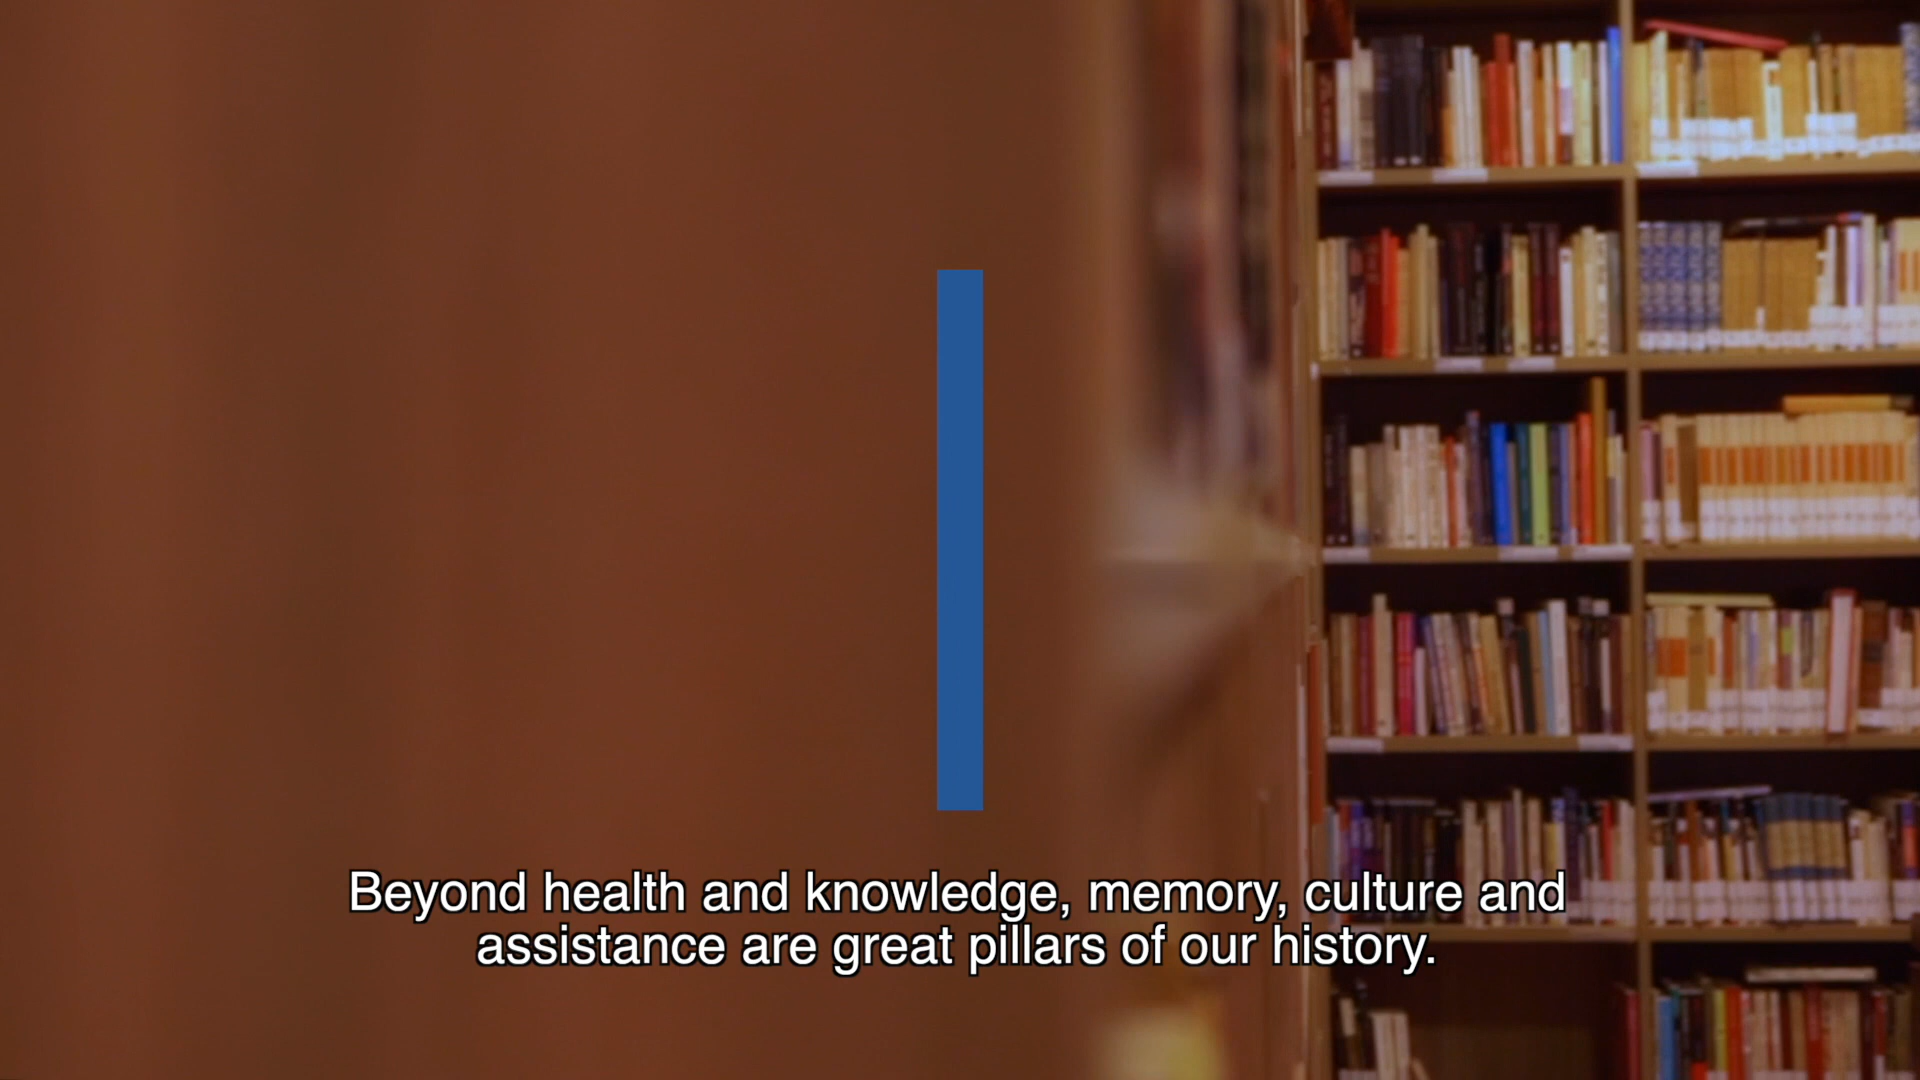 Beyond health and knowledge, memory, culture and
assistance are great pillars of our history.